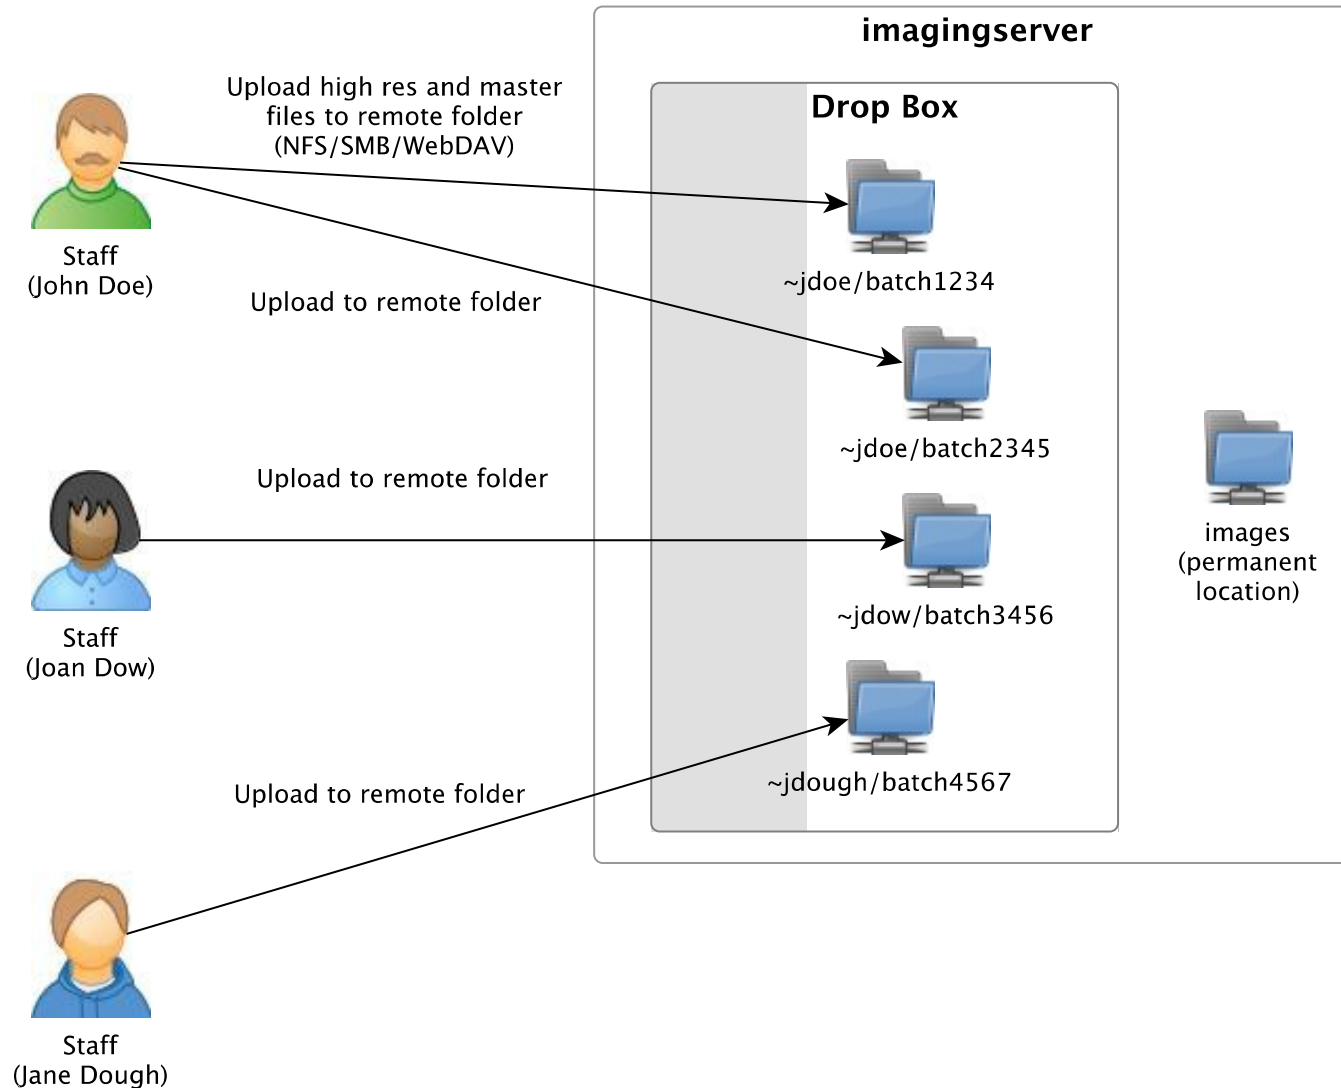 imagingserver
Upload high res and master
files to remote folder
(NFS/SMB/WebDAV)
Drop Box
Staff
(John Doe)
~jdoe/batch1234
Upload to remote folder
~jdoe/batch2345
Upload to remote folder
images
(permanent
location)
Staff
(Joan Dow)
~jdow/batch3456
Upload to remote folder
~jdough/batch4567
Staff
(Jane Dough)